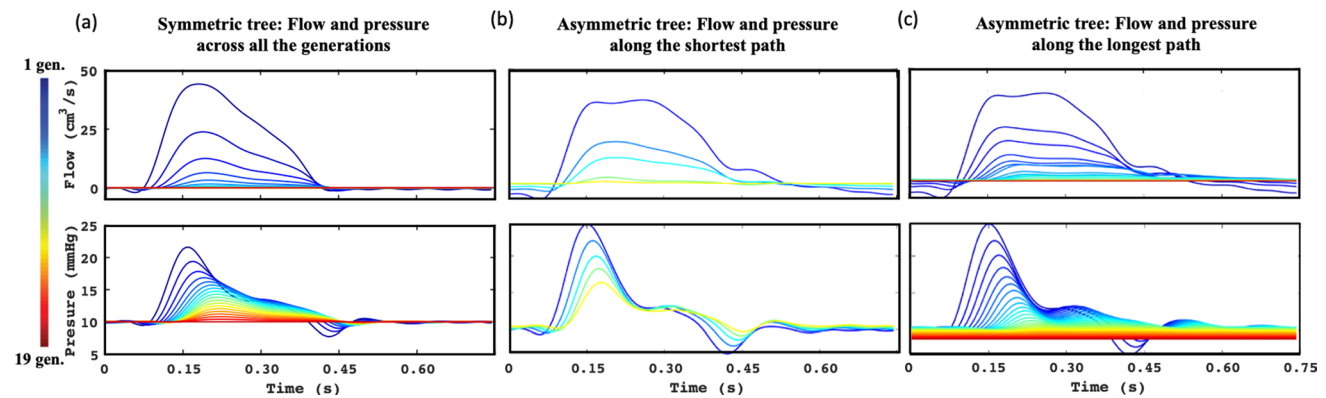 (a)
Symmetric tree: Flow and pressure
across all the generations
(b)
Asymmetric tree: Flow and pressure
along the shortest path
(c)
Asymmetric tree: Flow and pressure
along the longest path
1 gen.
19 gen.
Flow (cm³/s)
50
25
0
Pressure (mmHg)
25
20
15
10
5
0 0.15 0.30 0.45 0.60
Time (s)
0 0.15 0.30 0.45 0.60
Time (s)
0 0.15 0.30 0.45 0.60 0.75
Time (s)